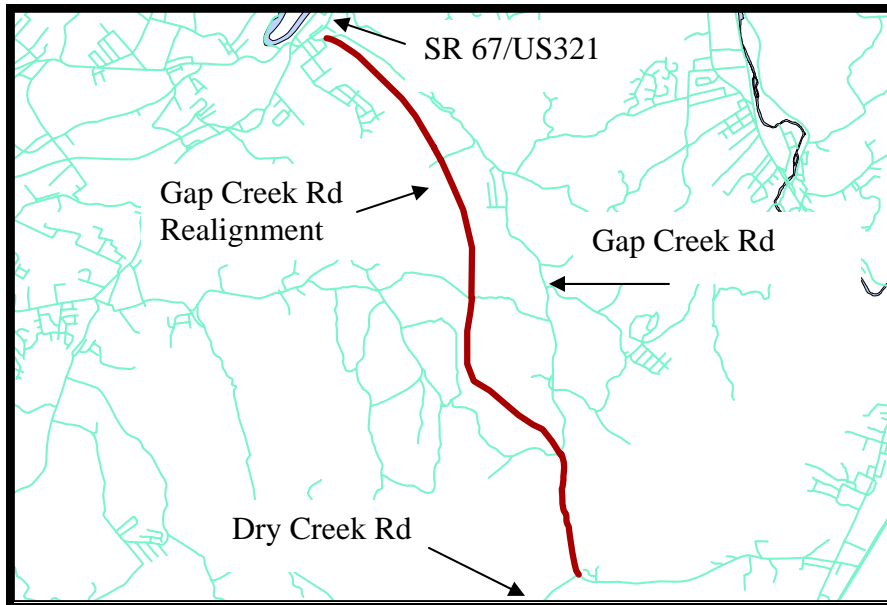 SR 67/US321
Gap Creek Rd
Realignment
Gap Creek Rd
Dry Creek Rd